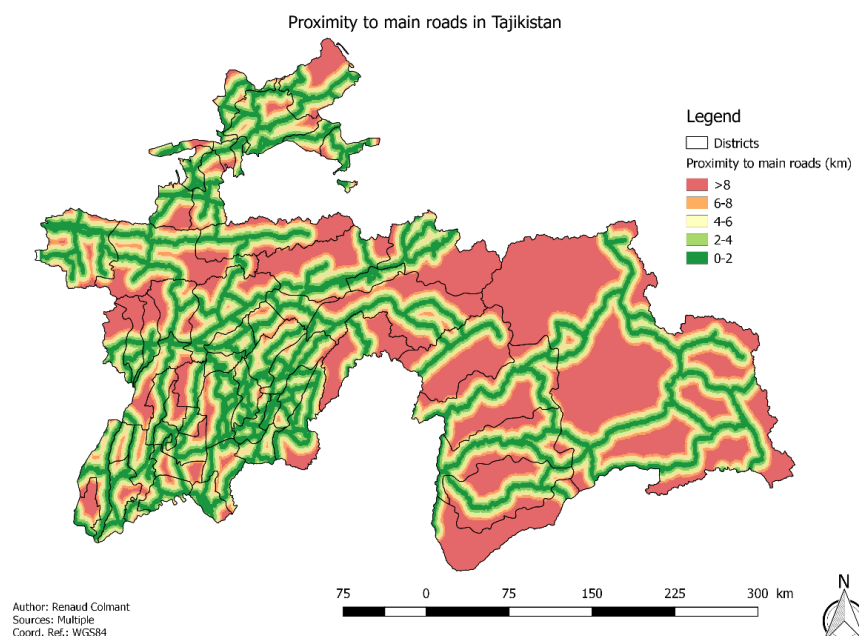 Proximity to main roads in Tajikistan
Legend
Districts
Proximity to main roads (km)
>8
6-8
4-6
2-4
0-2
75 0 75 150 225 300 km
N
Author: Renaud Colmant
Sources: Multiple
Coord. Ref.: WGS84